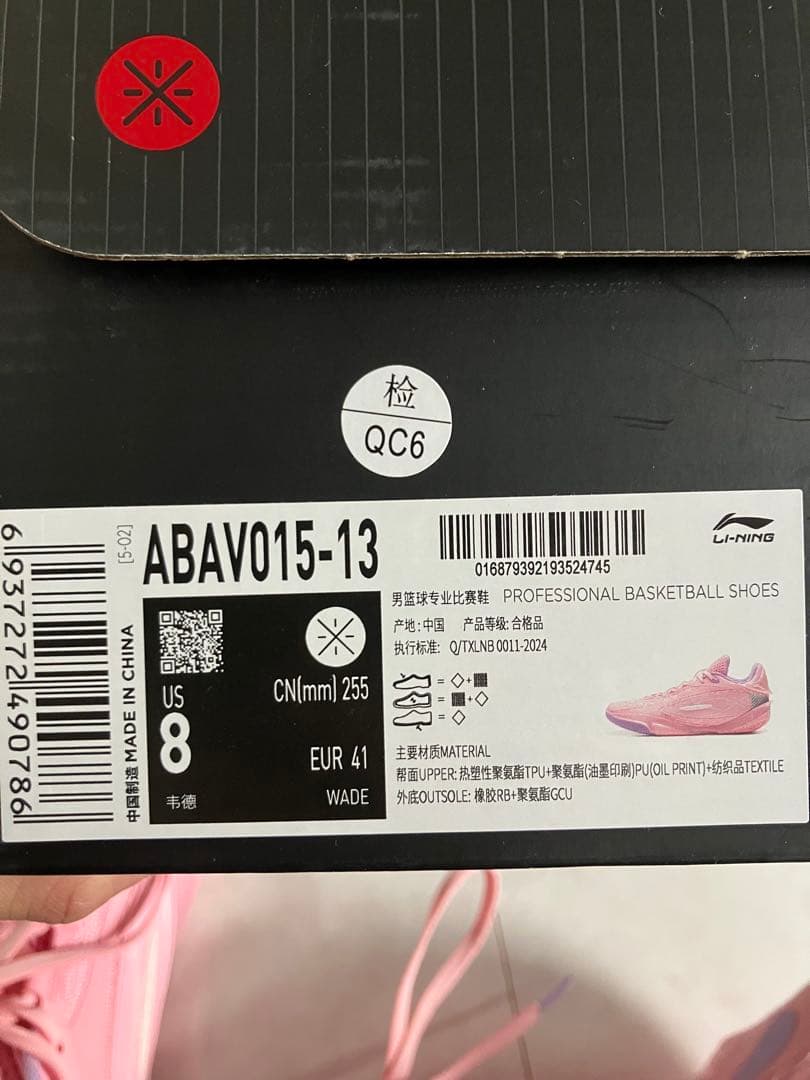 检
QC6
6937272490786
[5-02]
中国制造 MADE IN CHINA
ABAV015-13
016879392193524745
LI-NING
男篮球专业比赛鞋 PROFESSIONAL BASKETBALL SHOES
产地:中国 产品等级:合格品
执行标准: Q/TXLNB 0011-2024
US
8
韦德
CN(mm) 255
EUR 41
WADE
= ◇+▩
= ▩+◇
= ◇
主要材质MATERIAL
帮面UPPER: 热塑性聚氨酯TPU+聚氨酯(油墨印刷)PU(OIL PRINT)+纺织品TEXTILE
外底OUTSOLE: 橡胶RB+聚氨酯GCU